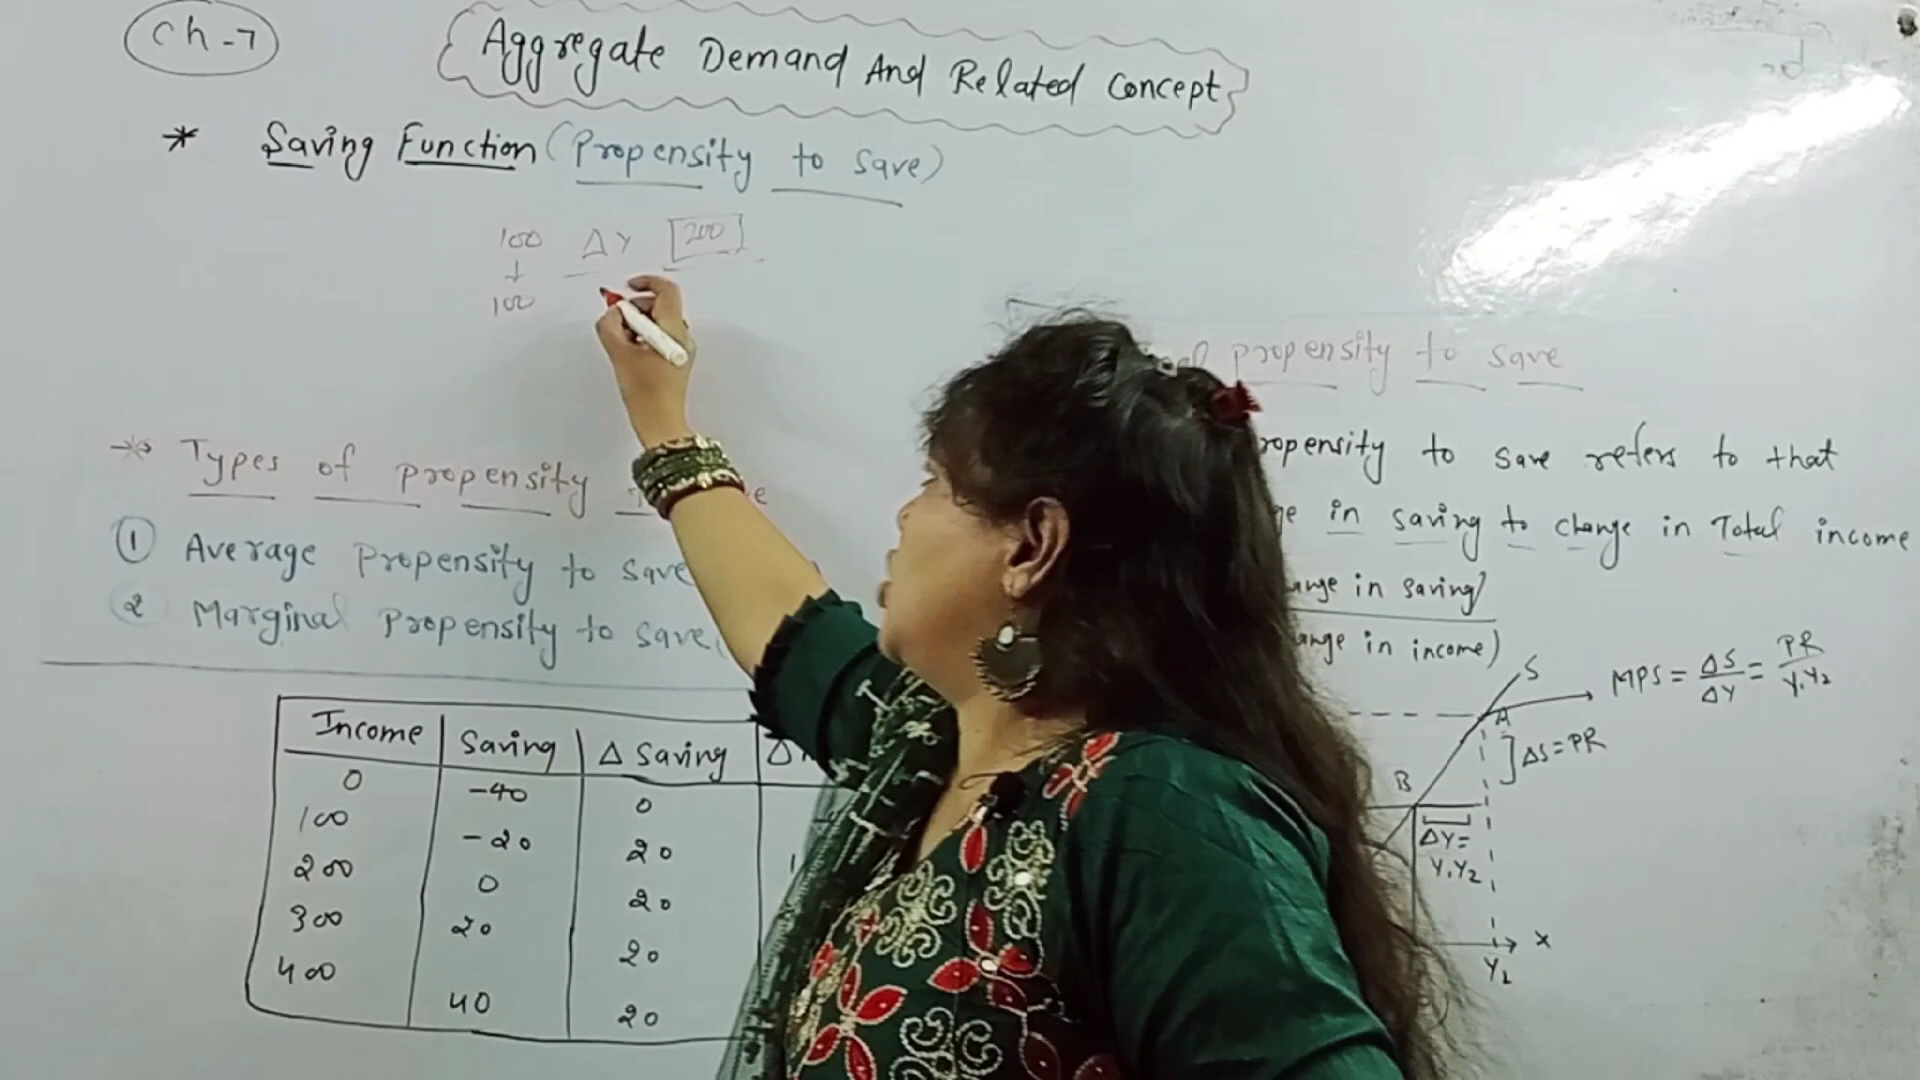 Ch-7
Aggregate Demand And Related Concept
* Saving Function (Propensity to save)
100 ΔY 200
↓
100
propensity to save
* Types of propensity
① Average Propensity to save
② Marginal Propensity to save
ropensity to save refers to that
ge in saving to change in Total income
ange in saving)
ange in income)
Income Saving Δ Saving Δ
0 -40 0
100 -20 20
200 0 20
300 20 20
400 40 20
S
MPS = ΔS/ΔY = PR/Y1Y2
A
ΔS = PR
B
ΔY =
Y1Y2
X
Y2